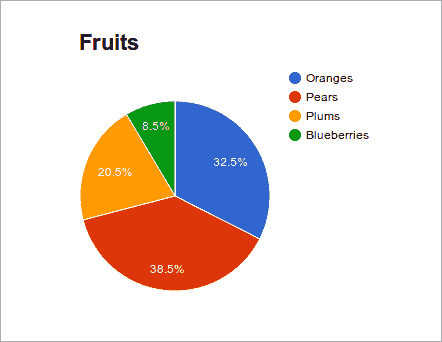 Fruits
Oranges
Pears
Plums
Blueberries
8.5%
32.5%
20.5%
38.5%